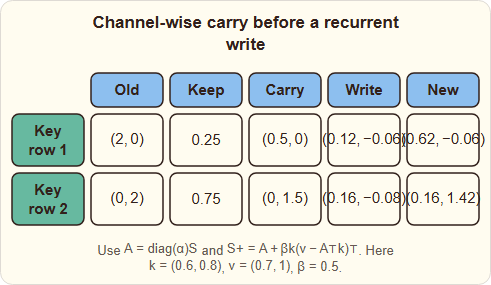 Channel-wise carry before a recurrent
write
Old Keep Carry Write New
Key
row 1
(2, 0) 0.25 (0.5, 0) (0.12, −0.06) (0.62, −0.06)
Key
row 2
(0, 2) 0.75 (0, 1.5) (0.16, −0.08) (0.16, 1.42)
Use A = diag(α)S and S+ = A + βk(v − A⊤k)⊤. Here
k = (0.6, 0.8), v = (0.7, 1), β = 0.5.